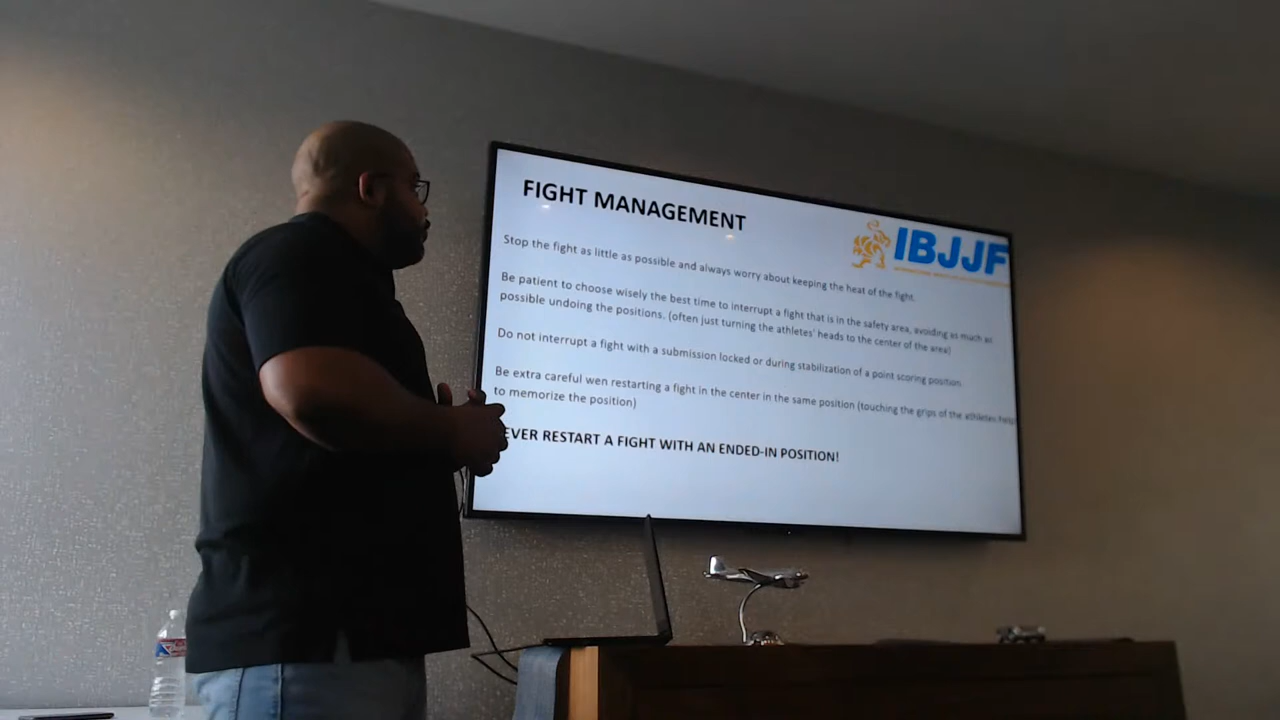 FIGHT MANAGEMENT
IBJJF
Stop the fight as little as possible and always worry about keeping the heat of the fight.
Be patient to choose wisely the best time to interrupt a fight that is in the safety area, avoiding as much as
possible undoing the positions. (often just turning the athletes' heads to the center of the area)
Do not interrupt a fight with a submission locked or during stabilization of a point scoring position
Be extra careful wen restarting a fight in the center in the same position (touching the grips of the athletes help
to memorize the position)
EVER RESTART A FIGHT WITH AN ENDED-IN POSITION!